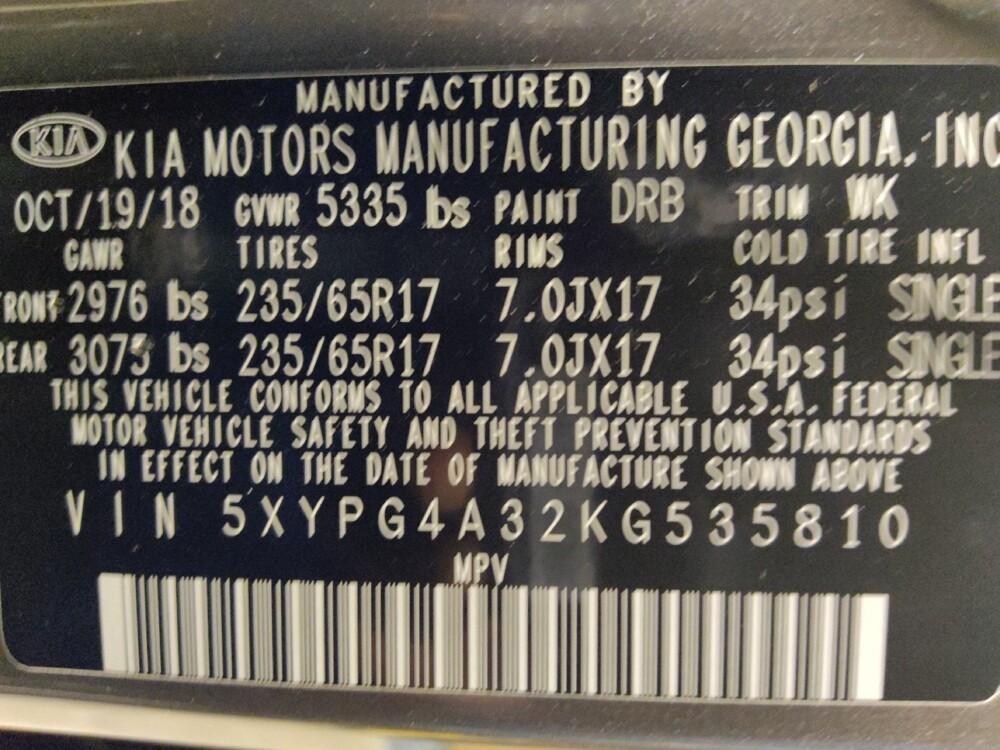 MANUFACTURED BY
KIA KIA MOTORS MANUFACTURING GEORGIA, INC
OCT/19/18 GVWR 5335 lbs PAINT DRB TRIM WK
GAWR TIRES RIMS COLD TIRE INFL
FRONT 2976 lbs 235/65R17 7.0JX17 34psi SINGLE
REAR 3075 lbs 235/65R17 7.0JX17 34psi SINGLE
THIS VEHICLE CONFORMS TO ALL APPLICABLE U.S.A. FEDERAL
MOTOR VEHICLE SAFETY AND THEFT PREVENTION STANDARDS
IN EFFECT ON THE DATE OF MANUFACTURE SHOWN ABOVE
VIN 5XYPG4A32KG535810
MPV